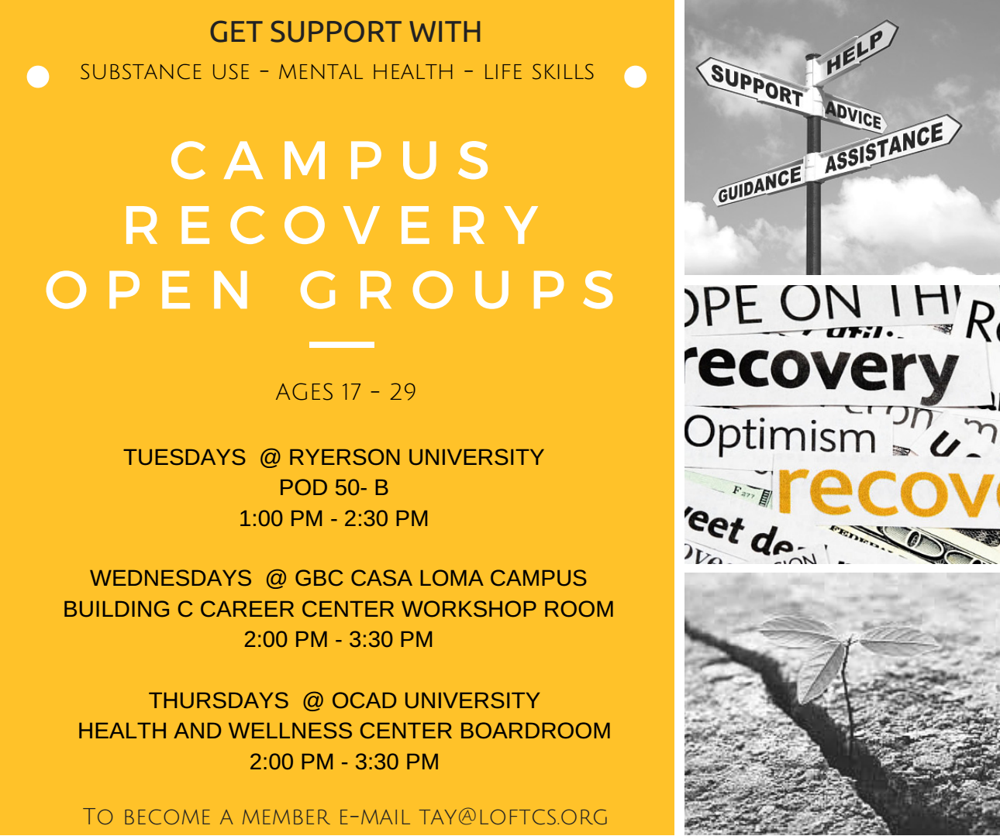 GET SUPPORT WITH
SUBSTANCE USE - MENTAL HEALTH - LIFE SKILLS
CAMPUS
RECOVERY
OPEN GROUPS
AGES 17 - 29
TUESDAYS @ RYERSON UNIVERSITY
POD 50- B
1:00 PM - 2:30 PM
WEDNESDAYS @ GBC CASA LOMA CAMPUS
BUILDING C CAREER CENTER WORKSHOP ROOM
2:00 PM - 3:30 PM
THURSDAYS @ OCAD UNIVERSITY
HEALTH AND WELLNESS CENTER BOARDROOM
2:00 PM - 3:30 PM
TO BECOME A MEMBER E-MAIL TAY@LOFTCS.ORG
HELP
SUPPORT
ADVICE
ASSISTANCE
GUIDANCE
OPE ON TH
recovery
Optimism
recove
F 277
eet de
FEDERAL